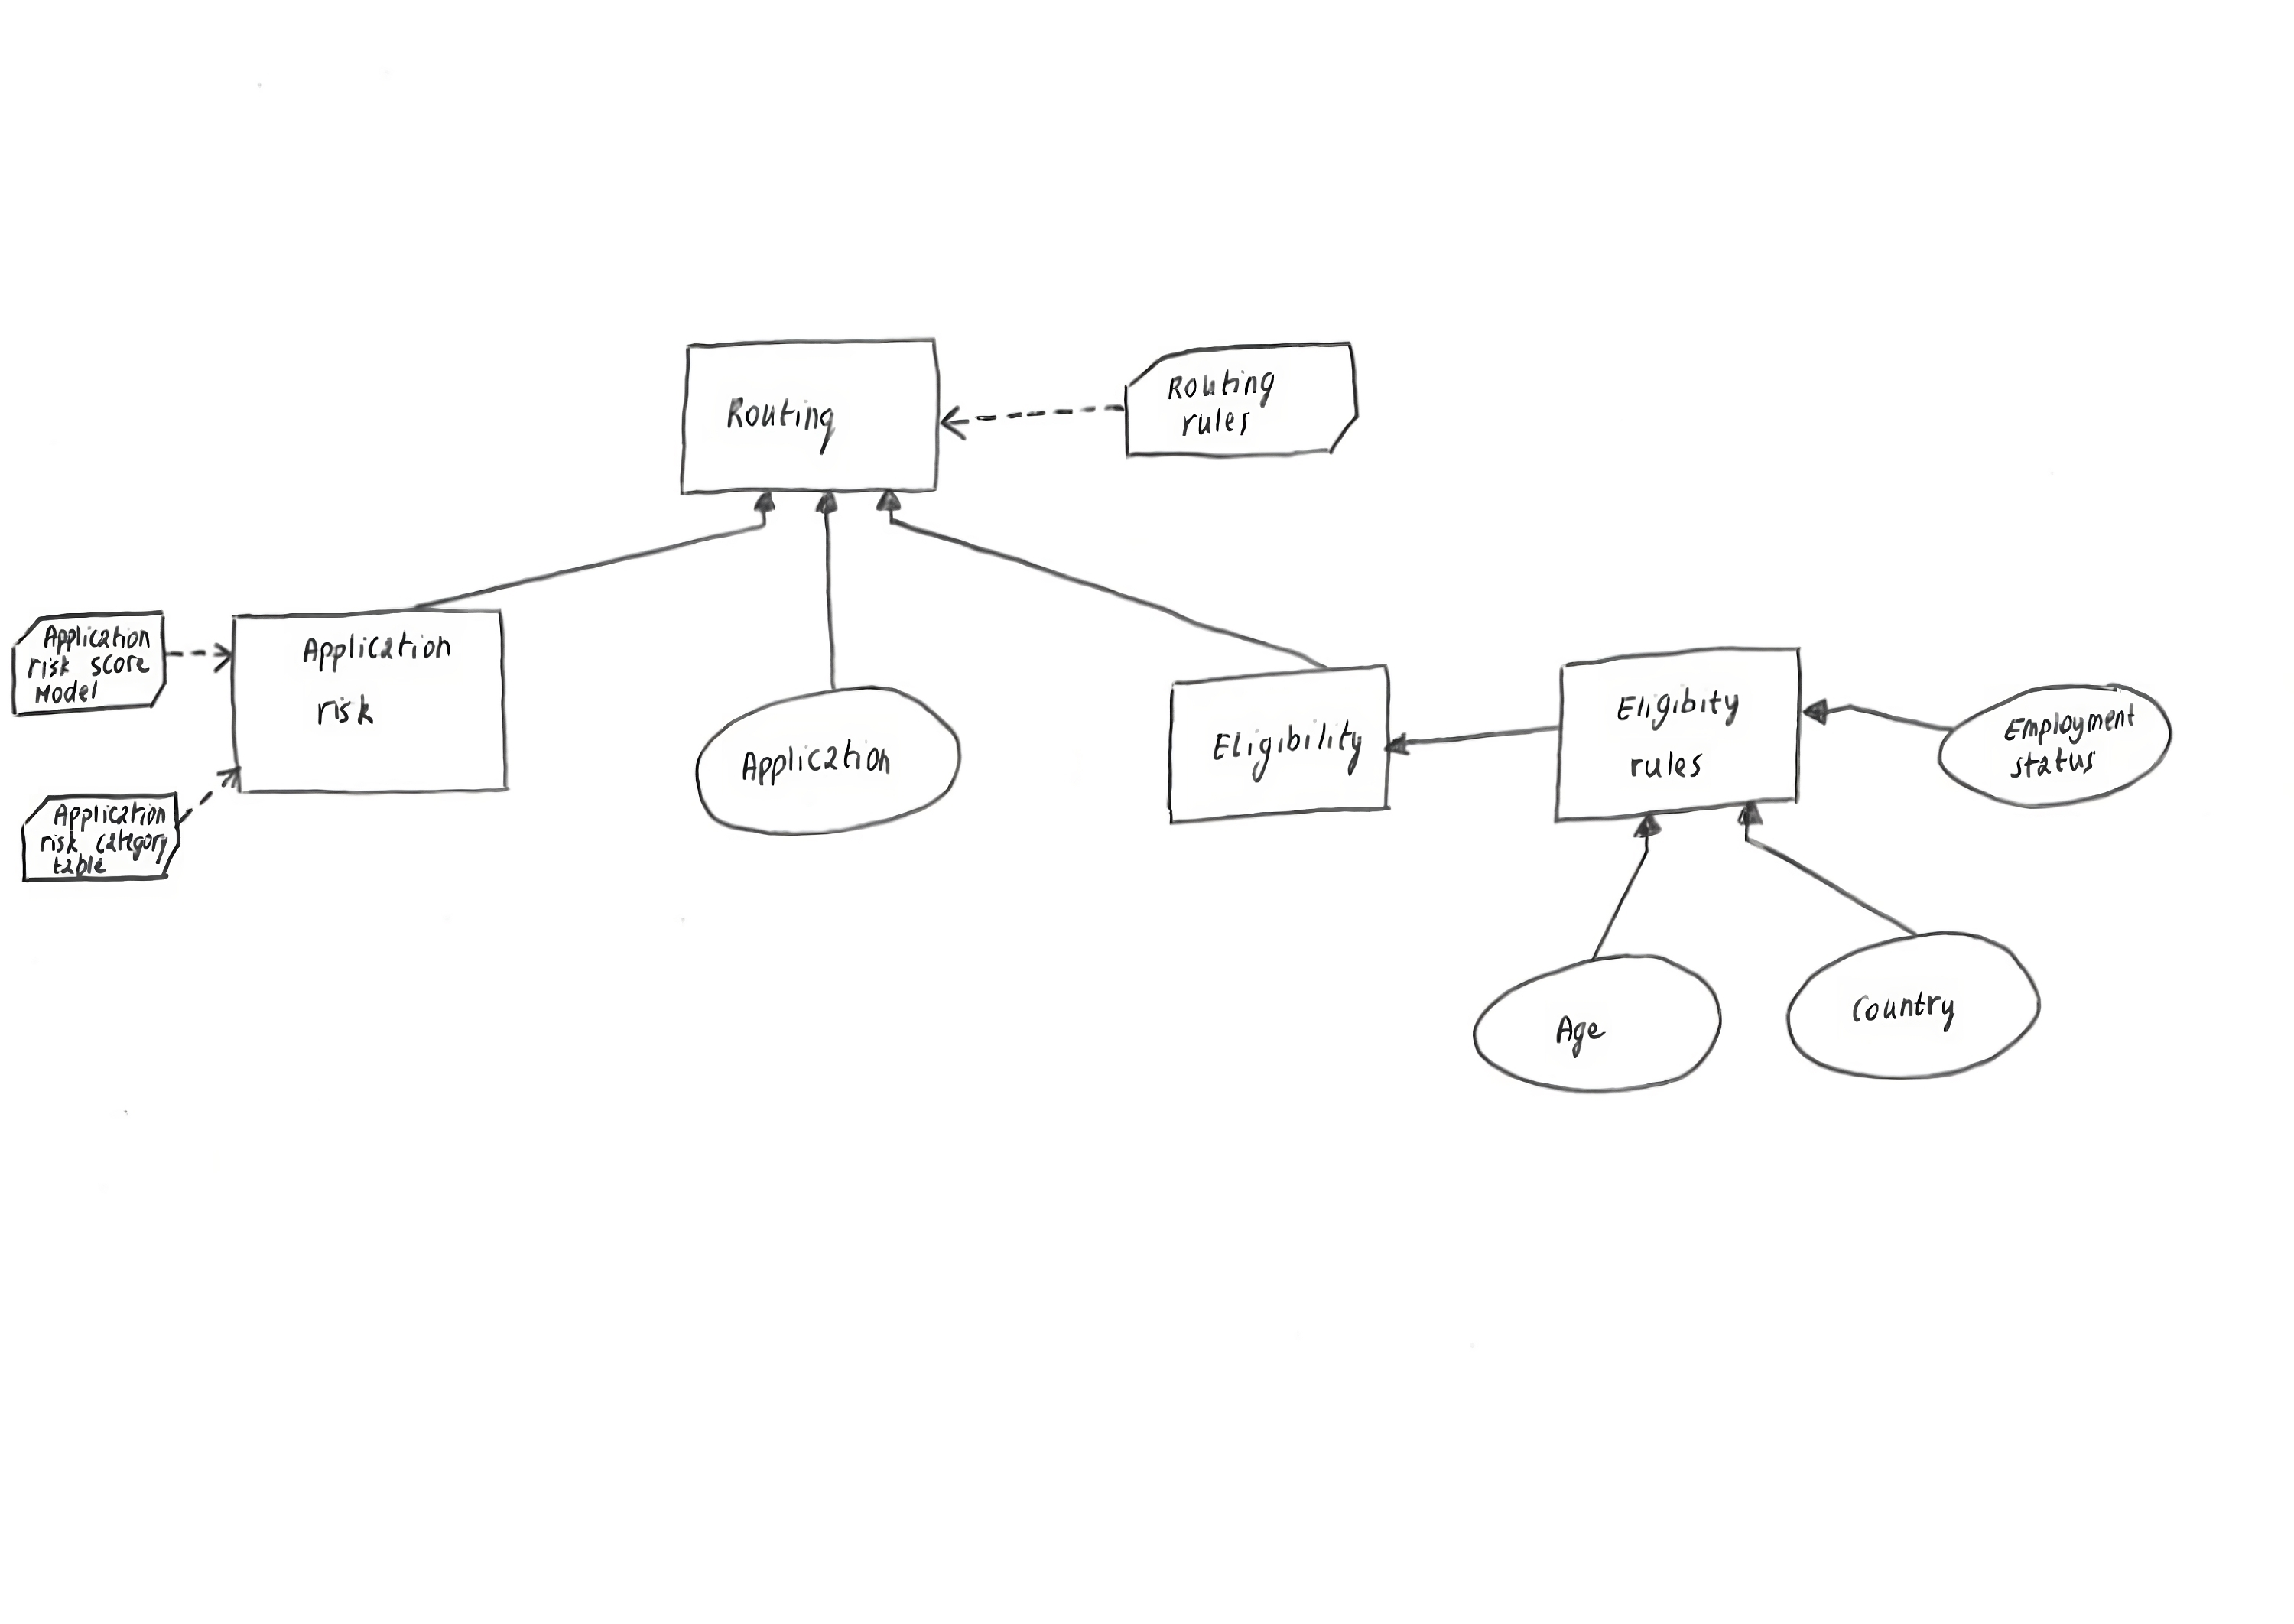 Routing
Routing
rules
Application
risk score
Model
Application
risk
Application
risk category
table
Application
Eligibility
Eligibity
rules
Employment
status
Age
Country